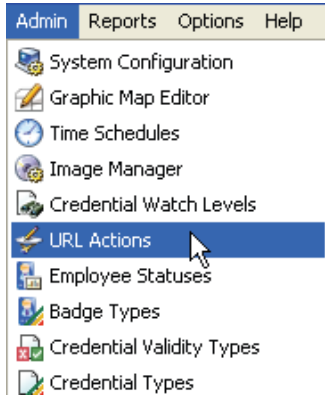 Admin Reports Options Help
System Configuration
Graphic Map Editor
Time Schedules
Image Manager
Credential Watch Levels
URL Actions
Employee Statuses
Badge Types
Credential Validity Types
Credential Types